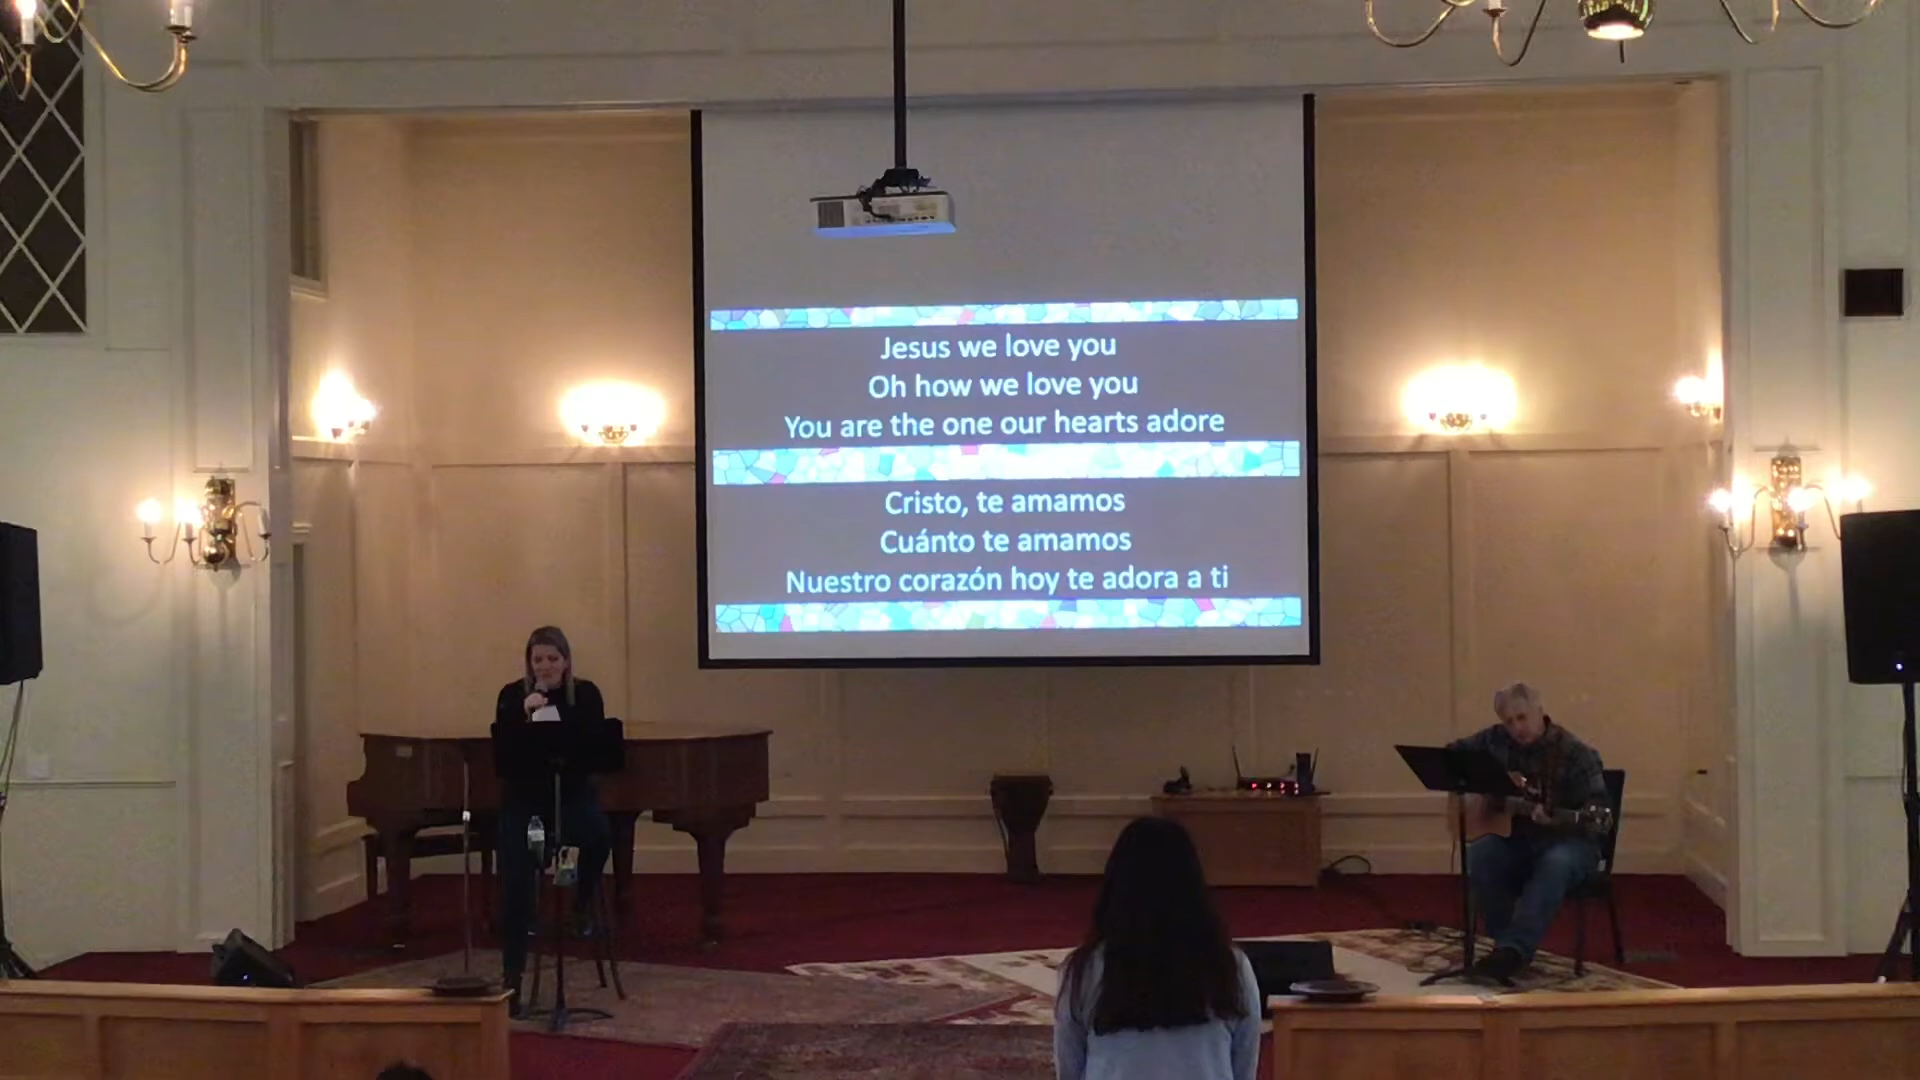 Jesus we love you
Oh how we love you
You are the one our hearts adore
Cristo, te amamos
Cuánto te amamos
Nuestro corazón hoy te adora a ti